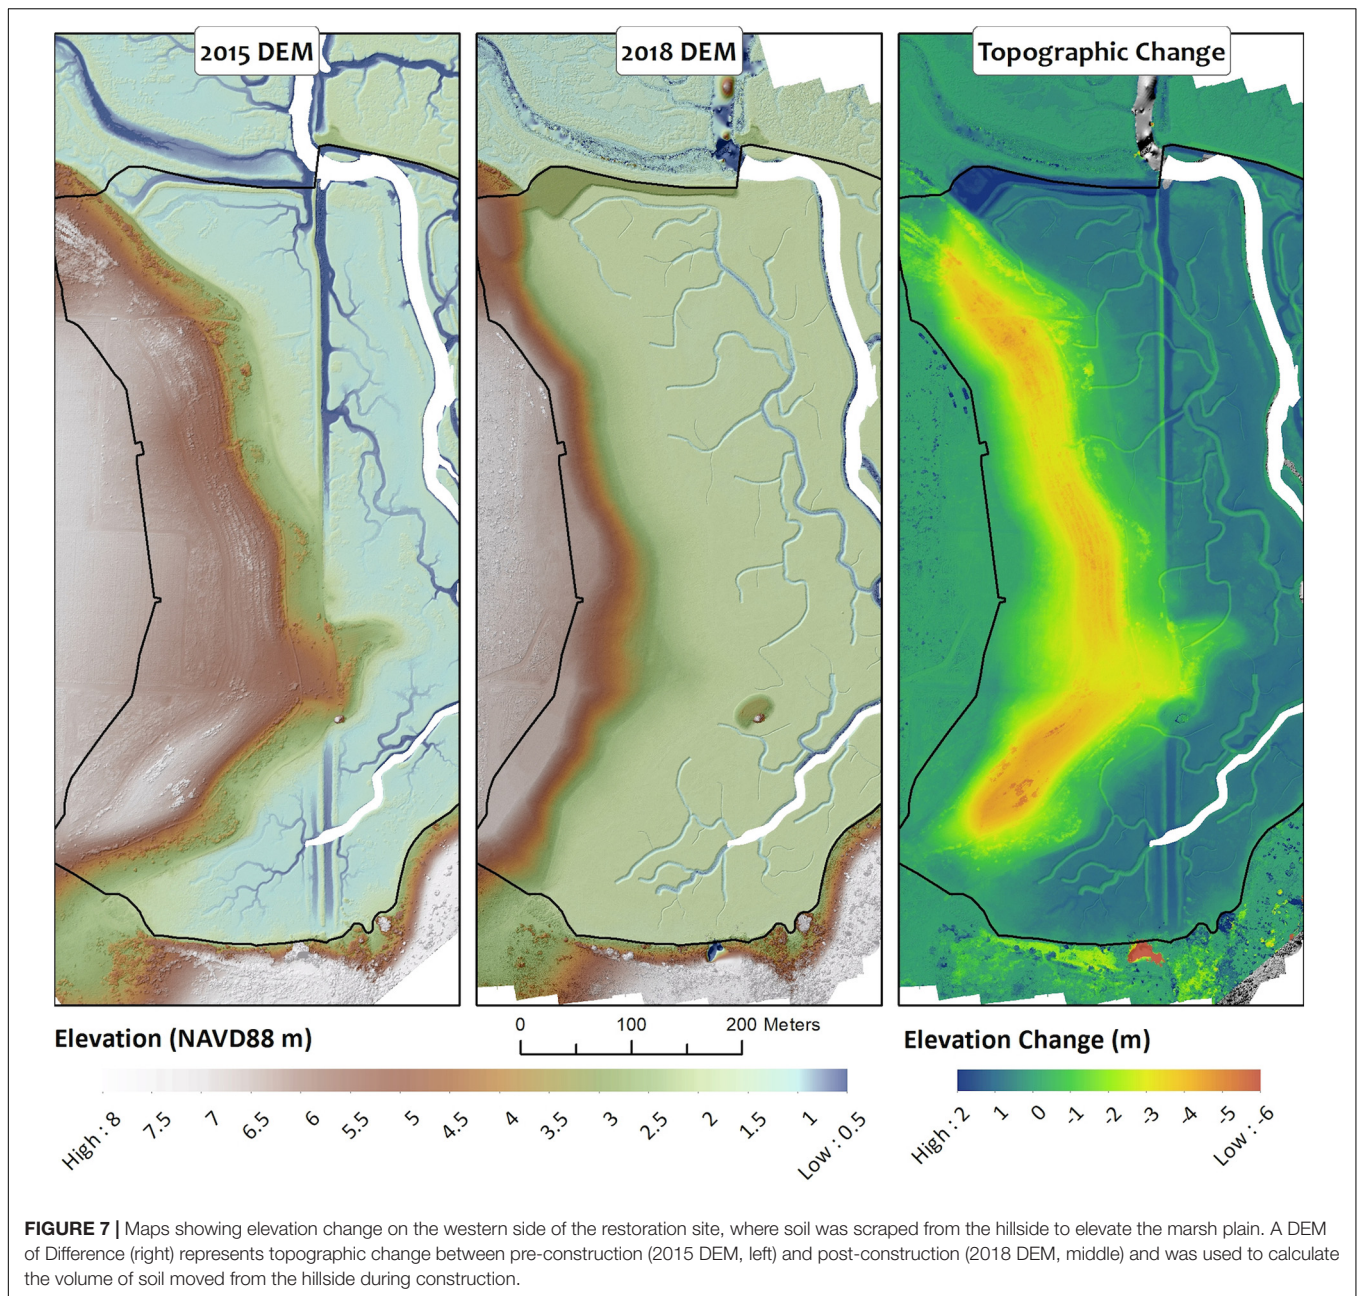 2015 DEM
2018 DEM
Topographic Change
Elevation (NAVD88 m)
0 100 200 Meters
Elevation Change (m)
High : 8 7.5 7 6.5 6 5.5 5 4.5 4 3.5 3 2.5 2 1.5 1 Low : 0.5
High : 2 1 0 -1 -2 -3 -4 -5 Low : -6
FIGURE 7 | Maps showing elevation change on the western side of the restoration site, where soil was scraped from the hillside to elevate the marsh plain. A DEM
of Difference (right) represents topographic change between pre-construction (2015 DEM, left) and post-construction (2018 DEM, middle) and was used to calculate
the volume of soil moved from the hillside during construction.